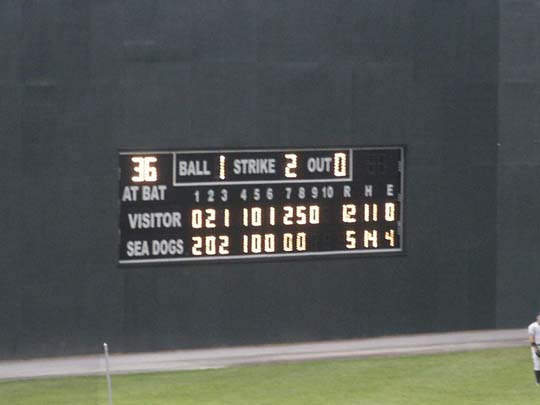 36 BALL 1 STRIKE 2 OUT 0
AT BAT 1 2 3 4 5 6 7 8 9 10 R H E
VISITOR 0 2 1 1 0 1 2 5 0 12 11 0
SEA DOGS 2 0 2 1 0 0 0 0 5 14 4